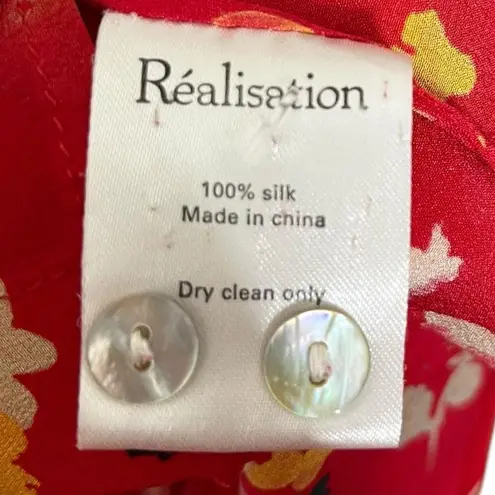 Réalisation
100% silk
Made in china
Dry clean only